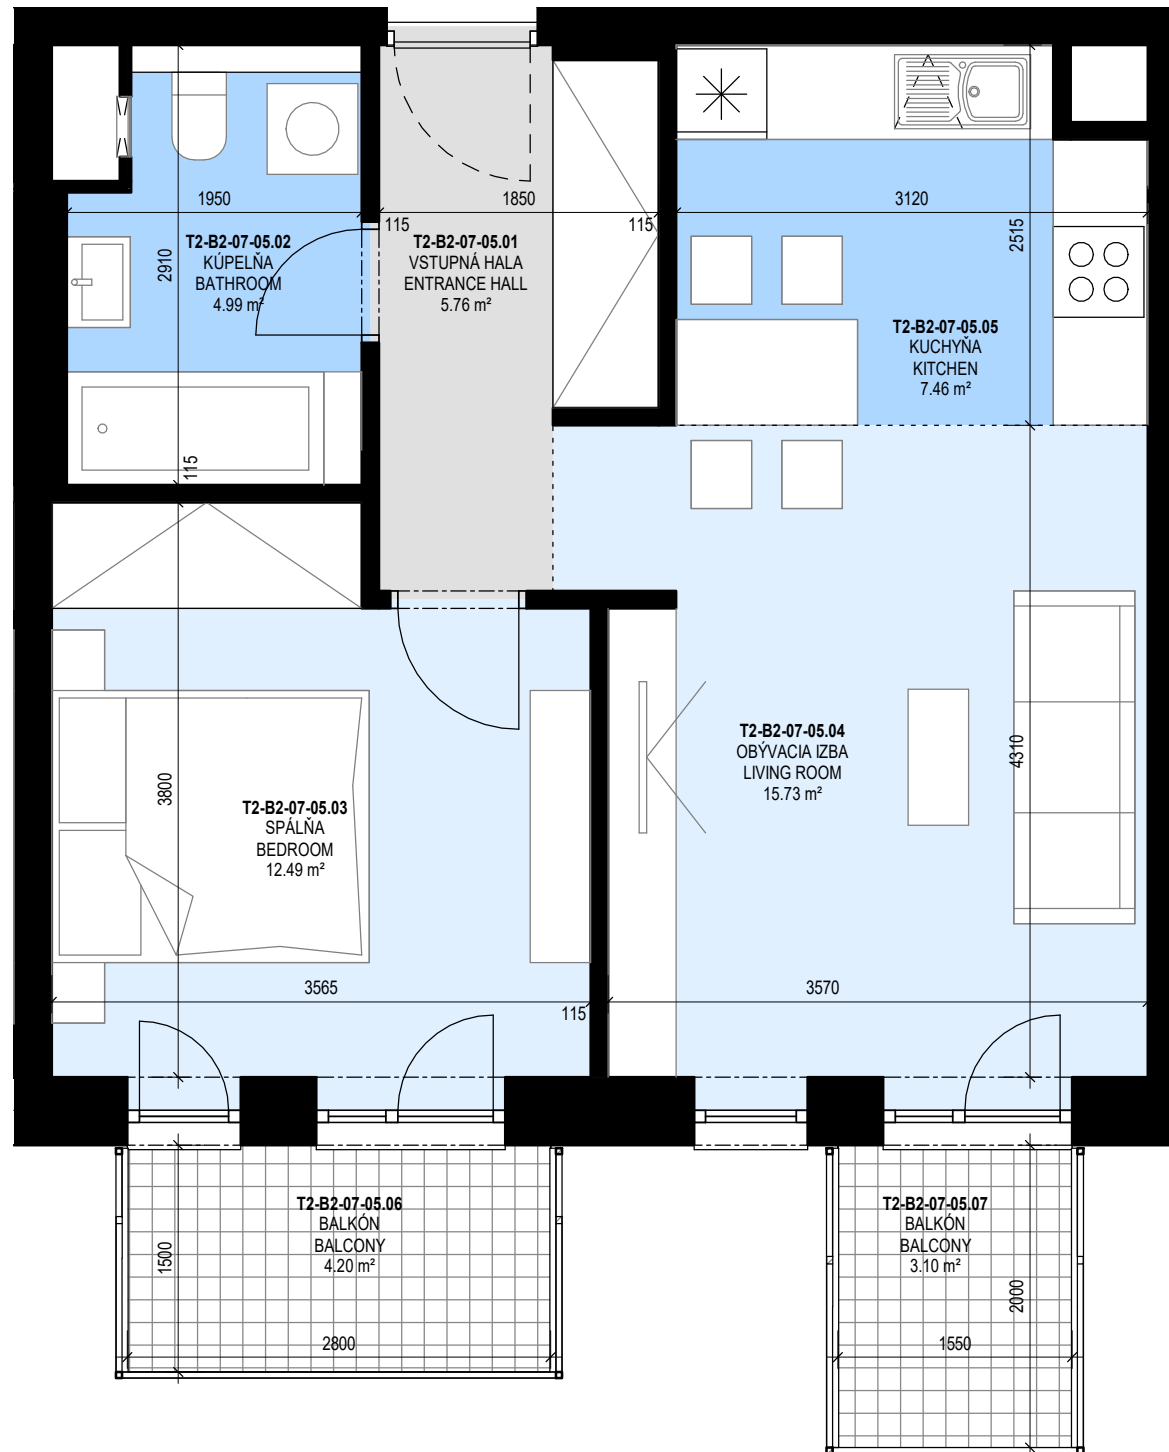 1950
115
1850
115
3120
2910
2515
T2-B2-07-05.02
KÚPELŇA
BATHROOM
4.99 m²
T2-B2-07-05.01
VSTUPNÁ HALA
ENTRANCE HALL
5.76 m²
T2-B2-07-05.05
KUCHYŇA
KITCHEN
7.46 m²
115
T2-B2-07-05.04
OBÝVACIA IZBA
LIVING ROOM
15.73 m²
4310
3800
T2-B2-07-05.03
SPÁLŇA
BEDROOM
12.49 m²
3565
115
3570
T2-B2-07-05.06
BALKÓN
BALCONY
4.20 m²
1500
2800
T2-B2-07-05.07
BALKÓN
BALCONY
3.10 m²
2000
1550